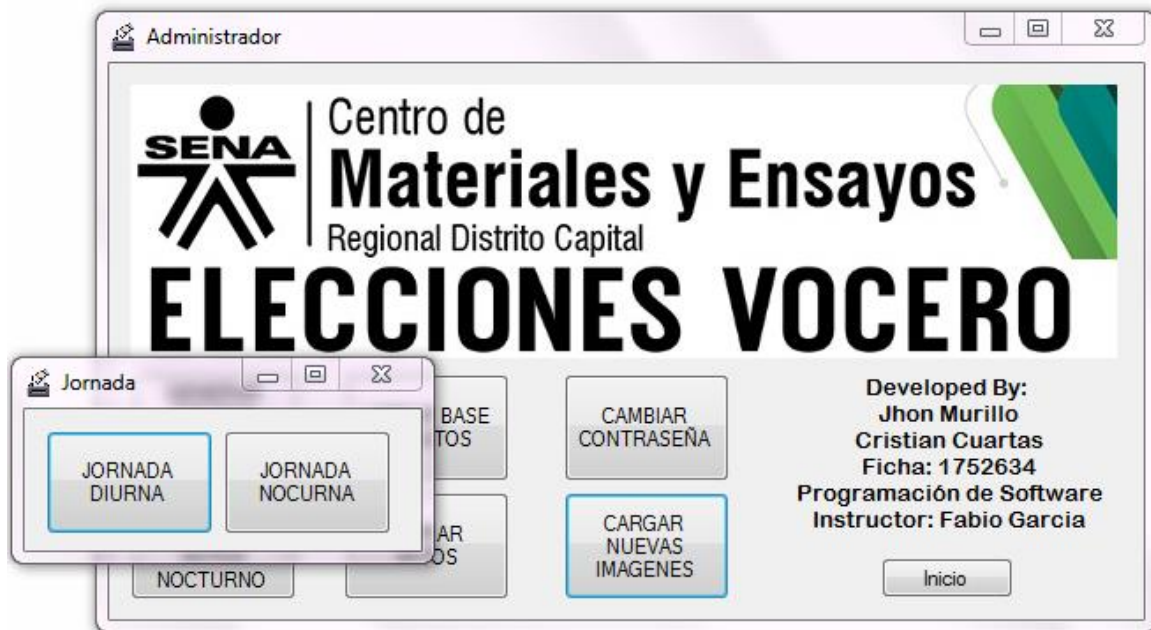 Administrador
SENA
Centro de
Materiales y Ensayos
Regional Distrito Capital
ELECCIONES VOCERO
Jornada
JORNADA
DIURNA
JORNADA
NOCURNA
BASE
TOS
CAMBIAR
CONTRASEÑA
AR
OS
NOCTURNO
CARGAR
NUEVAS
IMAGENES
Developed By:
Jhon Murillo
Cristian Cuartas
Ficha: 1752634
Programación de Software
Instructor: Fabio Garcia
Inicio